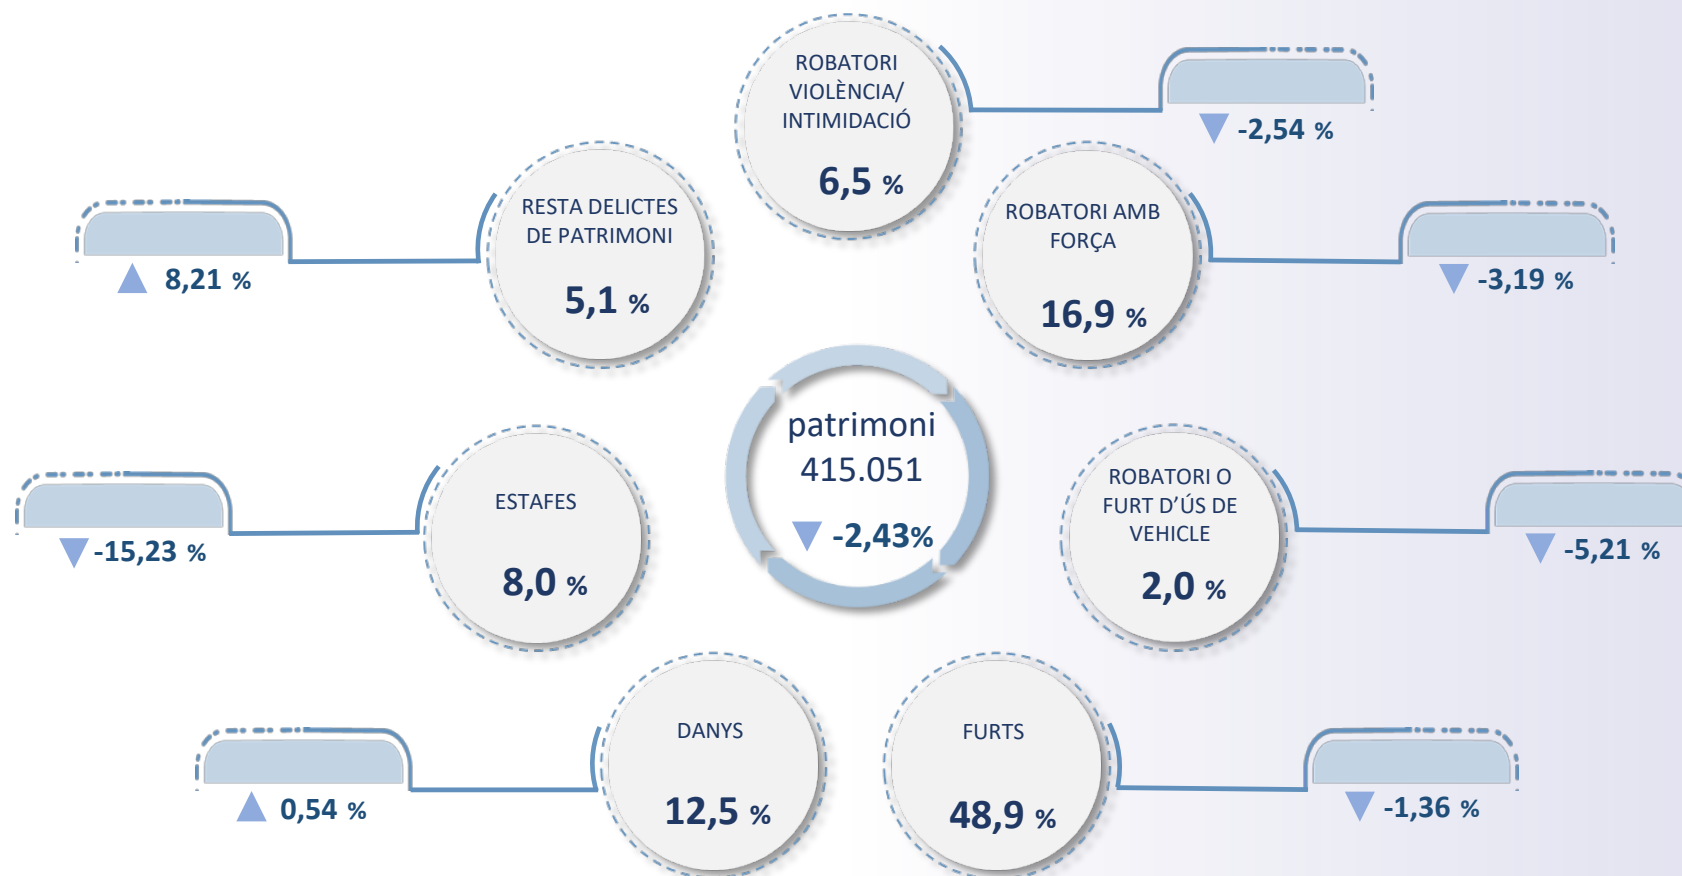 ROBATORI
VIOLÈNCIA/
INTIMIDACIÓ
6,5 %
-2,54 %
RESTA DELICTES
DE PATRIMONI
5,1 %
8,21 %
ROBATORI AMB
FORÇA
16,9 %
-3,19 %
patrimoni
415.051
-2,43%
ESTAFES
8,0 %
-15,23 %
ROBATORI O
FURT D'ÚS DE
VEHICLE
2,0 %
-5,21 %
DANYS
12,5 %
0,54 %
FURTS
48,9 %
-1,36 %